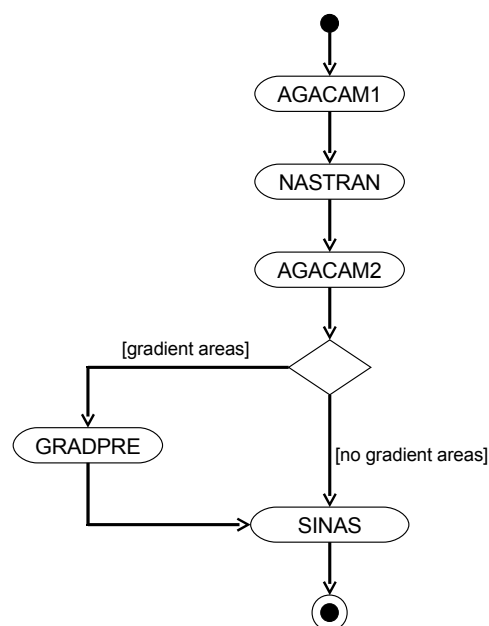 AGACAM1
NASTRAN
AGACAM2
[gradient areas]
GRADPRE
[no gradient areas]
SINAS